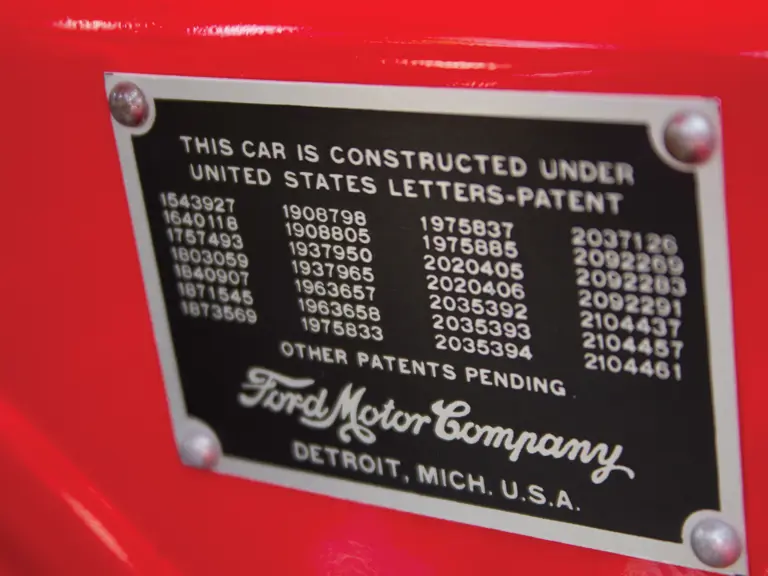 THIS CAR IS CONSTRUCTED UNDER
UNITED STATES LETTERS-PATENT
1543927 1908798 1975837 2037126
1640118 1908805 1975885 2092269
1757493 1937950 2020405 2092283
1803059 1937965 2020406 2092291
1840907 1963657 2035392 2104437
1871545 1963658 2035393 2104457
1873569 1975833 2035394 2104461
OTHER PATENTS PENDING
Ford Motor Company
DETROIT, MICH. U.S.A.